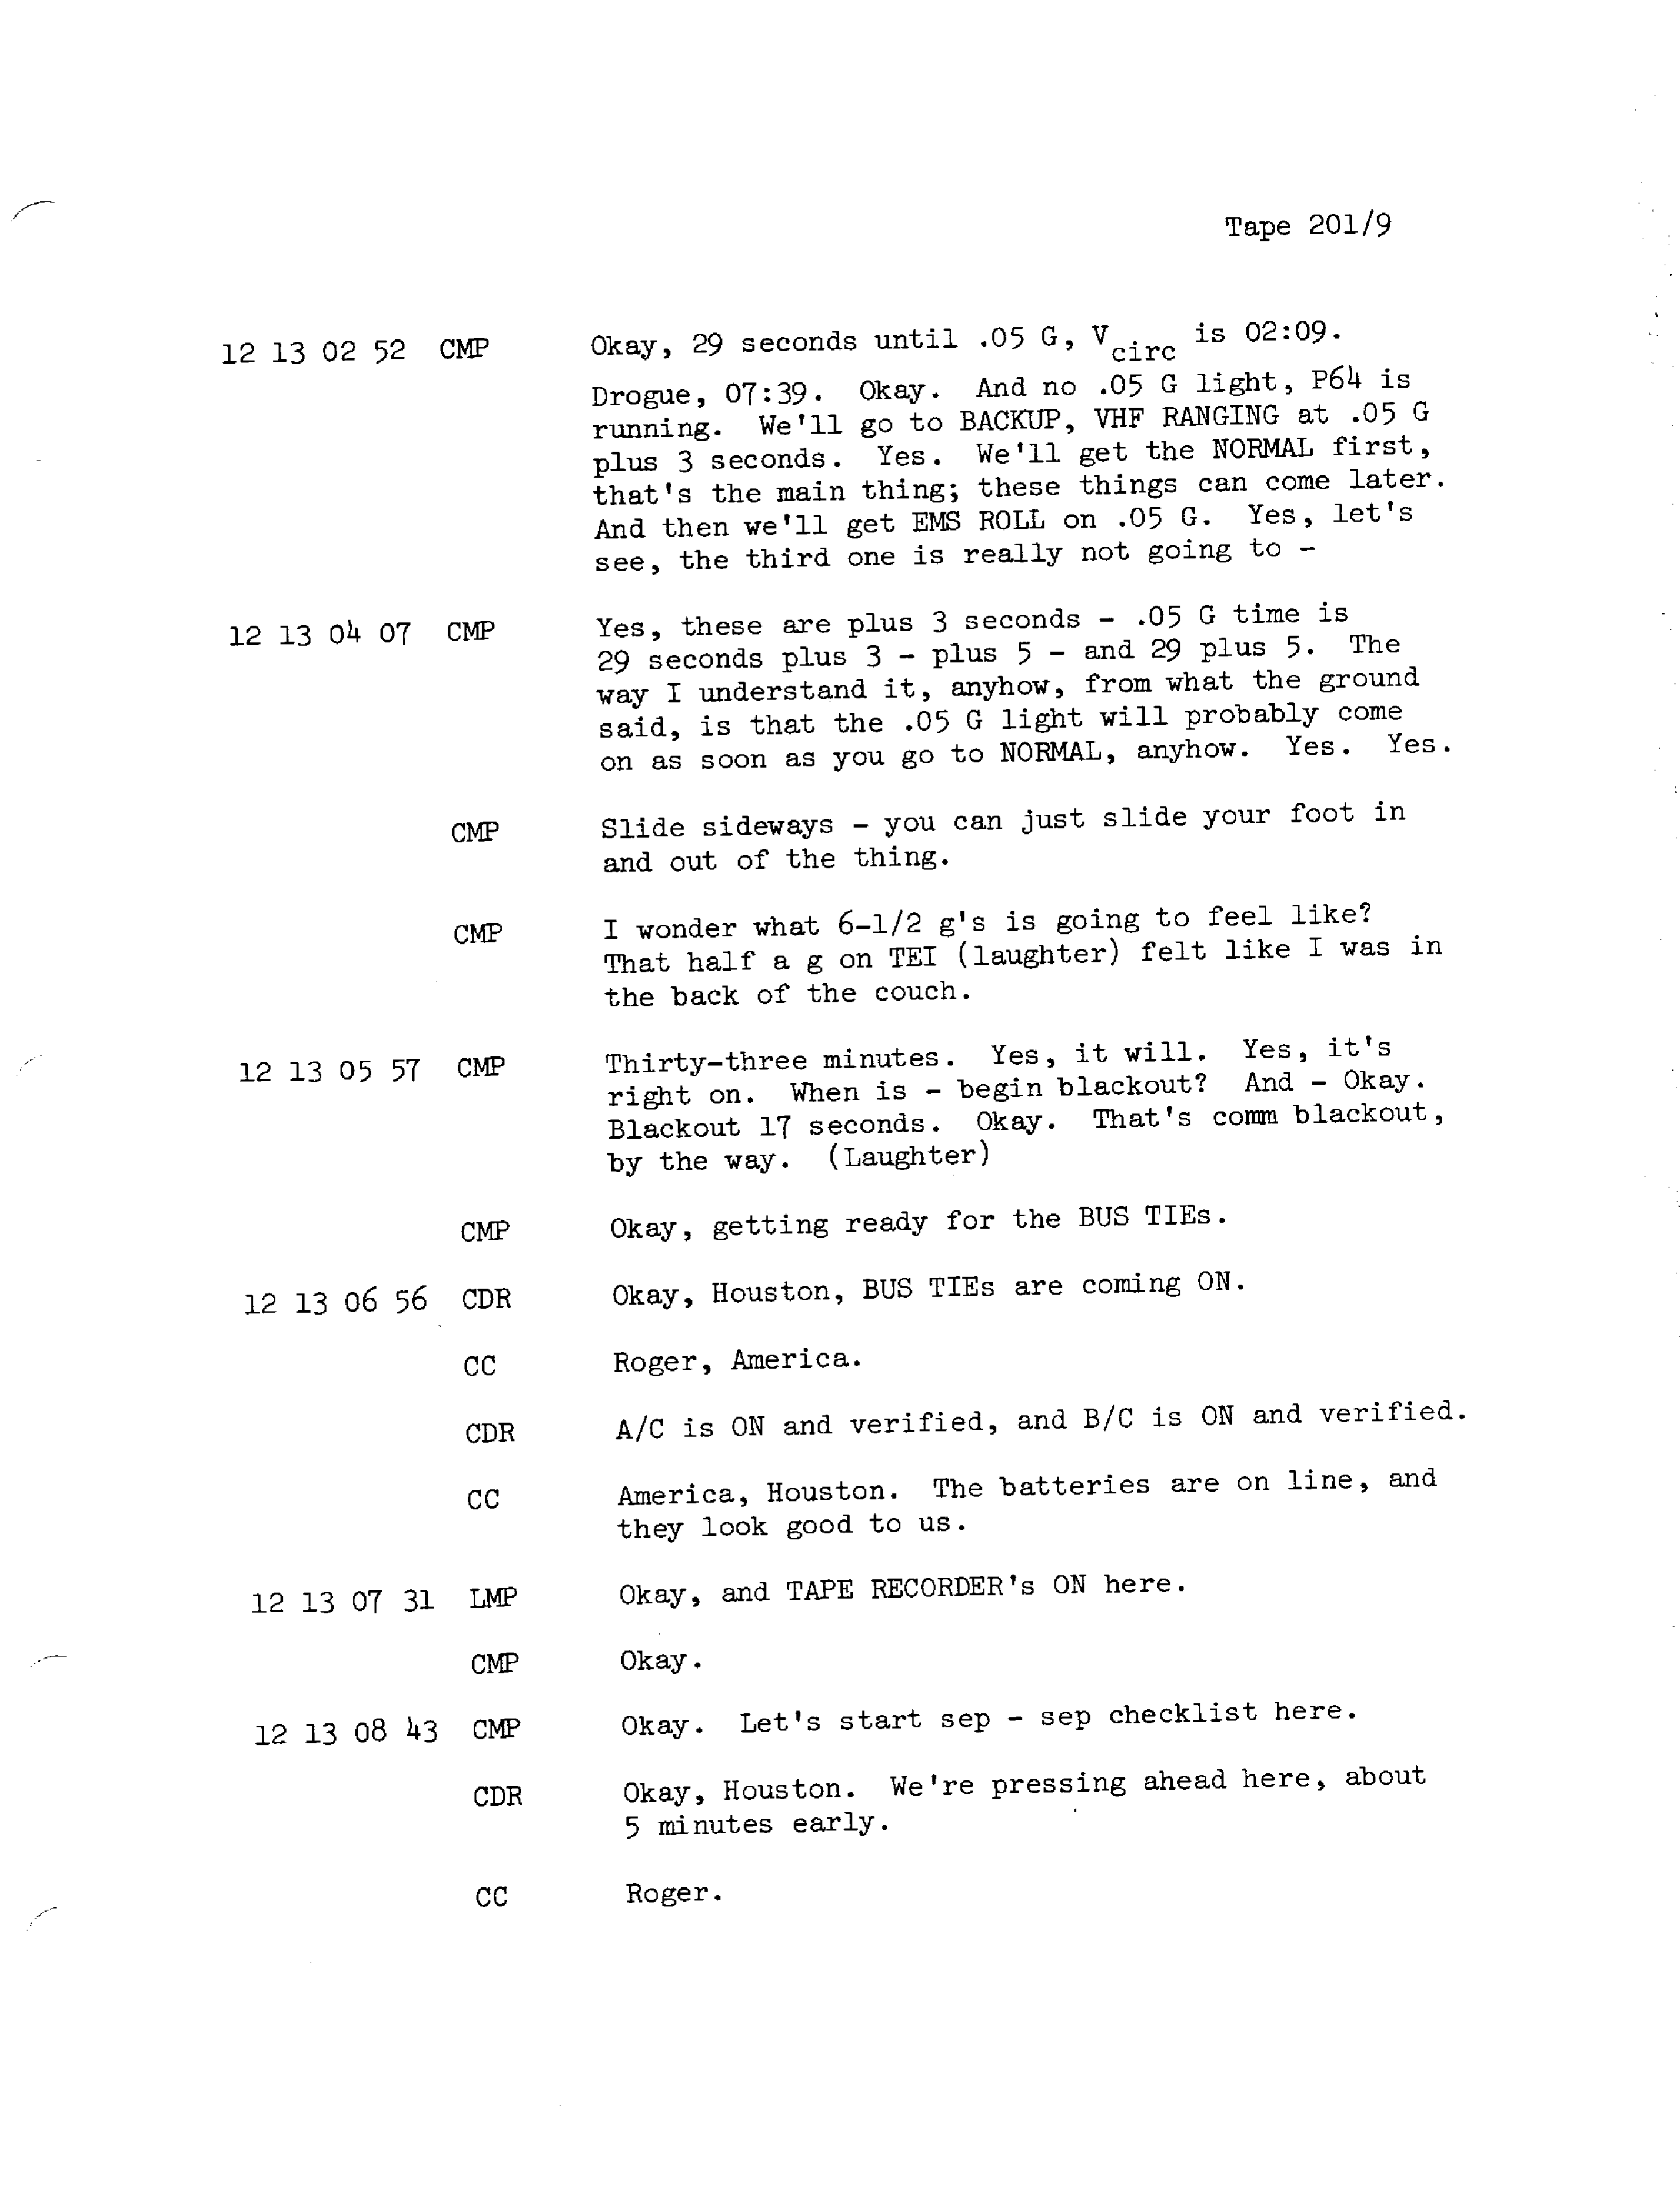 Tape 201/9
12 13 02 52 CMP Okay, 29 seconds until .05 G, Vcirc is 02:09.
Drogue, 07:39. Okay. And no .05 G light, P64 is
running. We'll go to BACKUP, VHF RANGING at .05 G
plus 3 seconds. Yes. We'll get the NORMAL first,
that's the main thing; these things can come later.
And then we'll get EMS ROLL on .05 G. Yes, let's
see, the third one is really not going to -
12 13 04 07 CMP Yes, these are plus 3 seconds - .05 G time is
29 seconds plus 3 - plus 5 - and 29 plus 5. The
way I understand it, anyhow, from what the ground
said, is that the .05 G light will probably come
on as soon as you go to NORMAL, anyhow. Yes. Yes.
CMP Slide sideways - you can just slide your foot in
and out of the thing.
CMP I wonder what 6-1/2 g's is going to feel like?
That half a g on TEI (laughter) felt like I was in
the back of the couch.
12 13 05 57 CMP Thirty-three minutes. Yes, it will. Yes, it's
right on. When is - begin blackout? And - Okay.
Blackout 17 seconds. Okay. That's comm blackout,
by the way. (Laughter)
CMP Okay, getting ready for the BUS TIEs.
12 13 06 56 CDR Okay, Houston, BUS TIEs are coming ON.
CC Roger, America.
CDR A/C is ON and verified, and B/C is ON and verified.
CC America, Houston. The batteries are on line, and
they look good to us.
12 13 07 31 LMP Okay, and TAPE RECORDER's ON here.
CMP Okay.
12 13 08 43 CMP Okay. Let's start sep - sep checklist here.
CDR Okay, Houston. We're pressing ahead here, about
5 minutes early.
CC Roger.